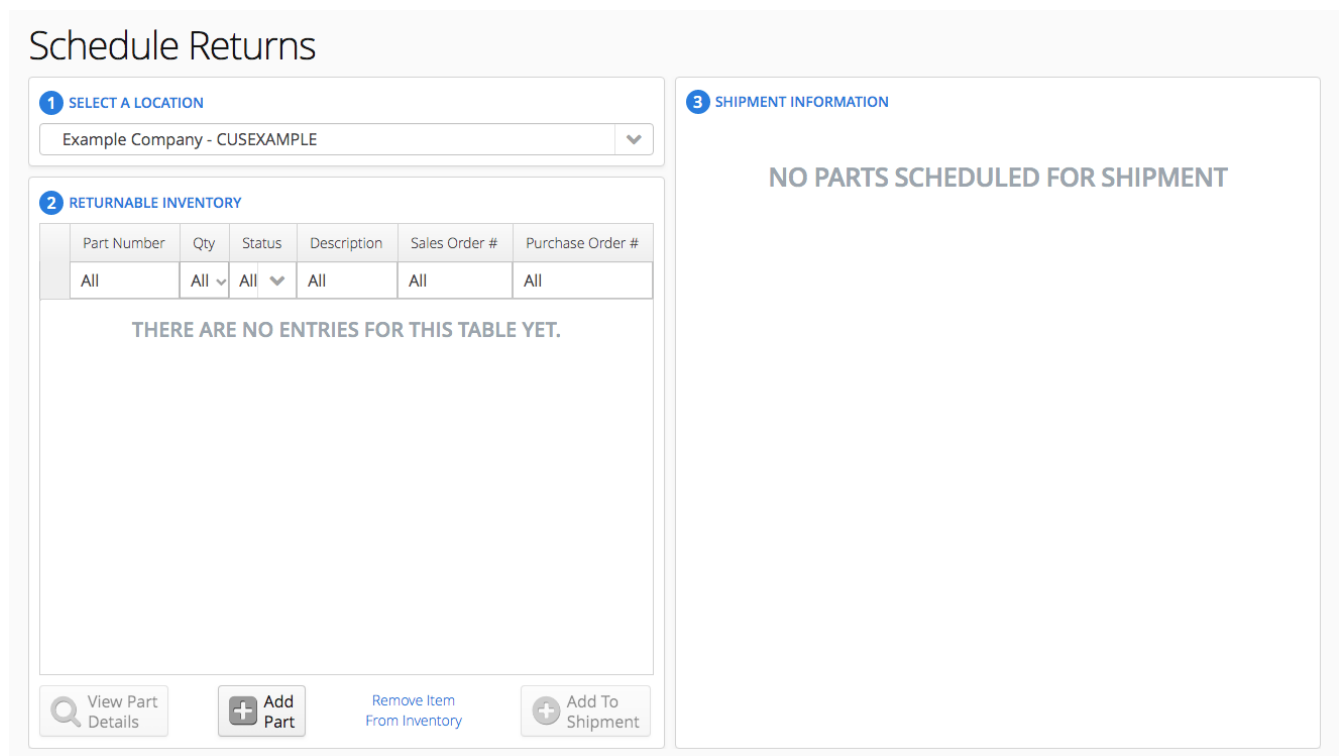 Schedule Returns
1 SELECT A LOCATION
Example Company - CUSEXAMPLE
2 RETURNABLE INVENTORY
Part Number Qty Status Description Sales Order # Purchase Order #
All All All All All All
THERE ARE NO ENTRIES FOR THIS TABLE YET.
View Part
Details
Add
Part
Remove Item
From Inventory
Add To
Shipment
3 SHIPMENT INFORMATION
NO PARTS SCHEDULED FOR SHIPMENT